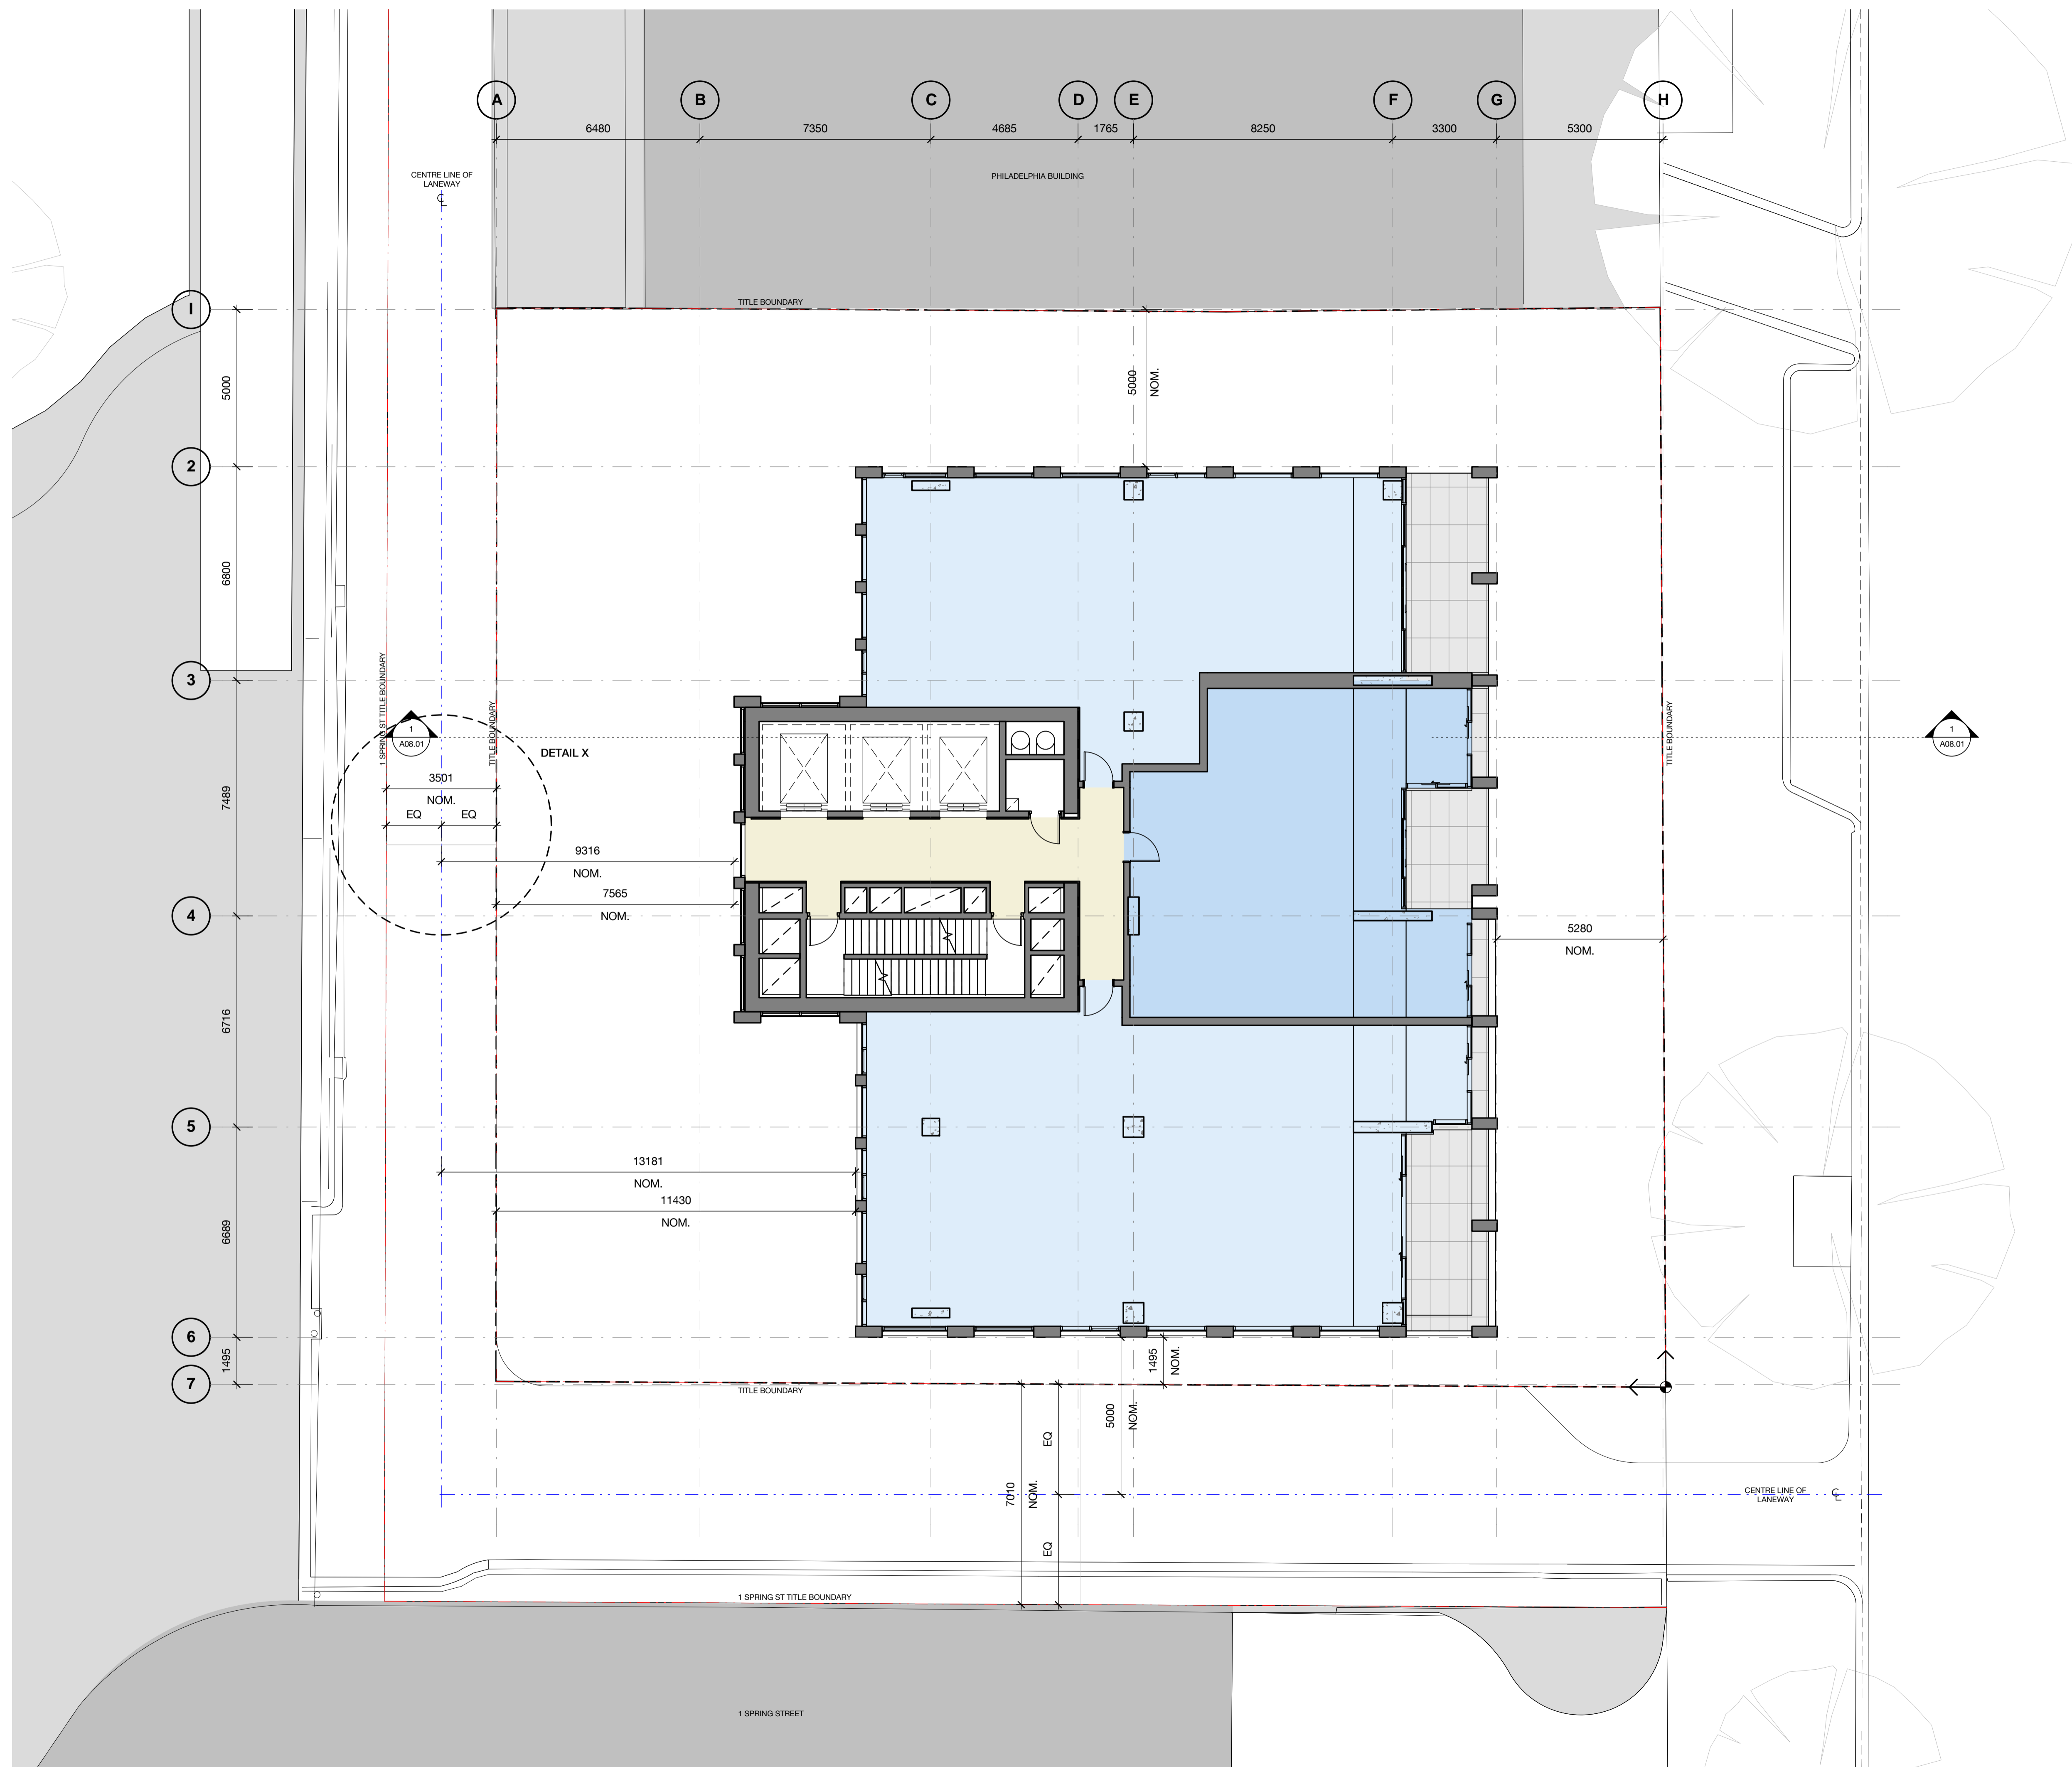 A B C D E F G H
6480 7350 4685 1765 8250 3300 5300
CENTRE LINE OF
LANEWAY
PHILADELPHIA BUILDING
TITLE BOUNDARY
I
5000
5000
NOM.
2
6800
3
1 SPRING ST TITLE BOUNDARY
TITLE BOUNDARY
TITLE BOUNDARY
1
A08.01
DETAIL X
1
A08.01
3501
NOM.
EQ EQ
7489
9316
NOM.
7565
NOM.
4
5280
NOM.
6716
5
13181
NOM.
11430
NOM.
6689
6
1495
1495
NOM.
7
TITLE BOUNDARY
5000
NOM.
EQ
7010
NOM.
CENTRE LINE OF
LANEWAY
EQ
1 SPRING ST TITLE BOUNDARY
1 SPRING STREET